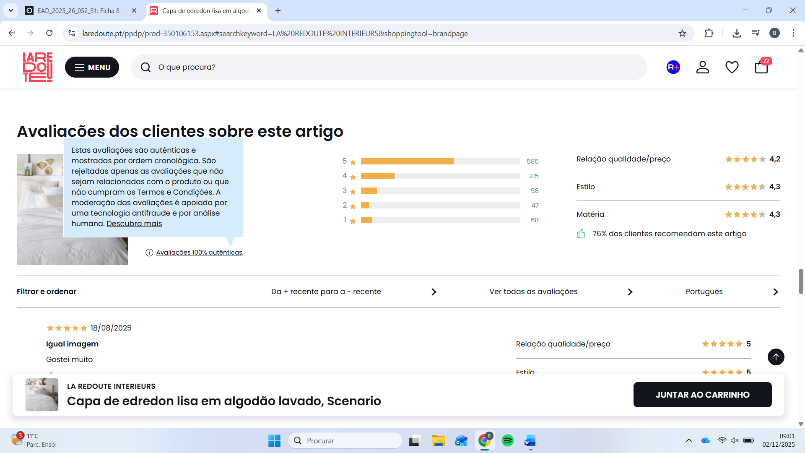 EAD_2025_26_0SZ_S1: Ficha 8
Capa de edredon lisa em algod
laredoute.pt/ppdp/prod-350106153.aspx#searchkeyword=LA%20REDOUTE%20INTERIEURS&shoppingtool=brandpage
LA RE DOU TE
MENU
O que procura?
R+
22
Avaliações dos clientes sobre este artigo
Estas avaliações são autênticas e
mostradas por ordem cronológica. São
rejeitadas apenas as avaliações que não
sejam relacionadas com o produto ou que
não cumpram os Termos e Condições. A
moderação das avaliações é apoiada por
uma tecnologia antifraude e por análise
humana. Descubra mais
Avaliações 100% autênticas.
5 585
4 215
3 98
2 47
1 68
Relação qualidade/preço 4,2
Estilo 4,3
Matéria 4,3
76% dos clientes recomendam este artigo
Filtrar e ordenar
Da + recente para a - recente
Ver todas as avaliações
Português
18/08/2025
Igual imagem
Gostei muito
Relação qualidade/preço 5
Estilo 5
LA REDOUTE INTERIEURS
Capa de edredon lisa em algodão lavado, Scenario
JUNTAR AO CARRINHO
3
11°C
Parc. Ensol
Procurar
09:01
02/12/2025